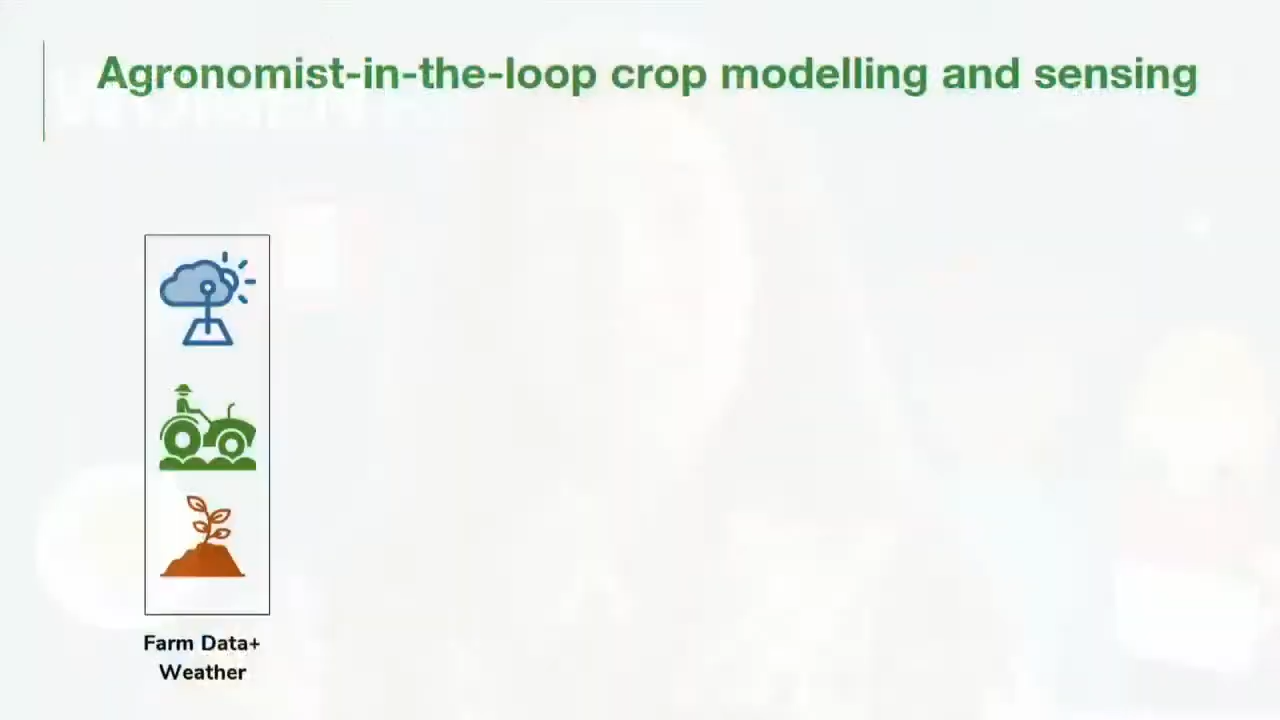 Agronomist-in-the-loop crop modelling and sensing
Farm Data+
Weather